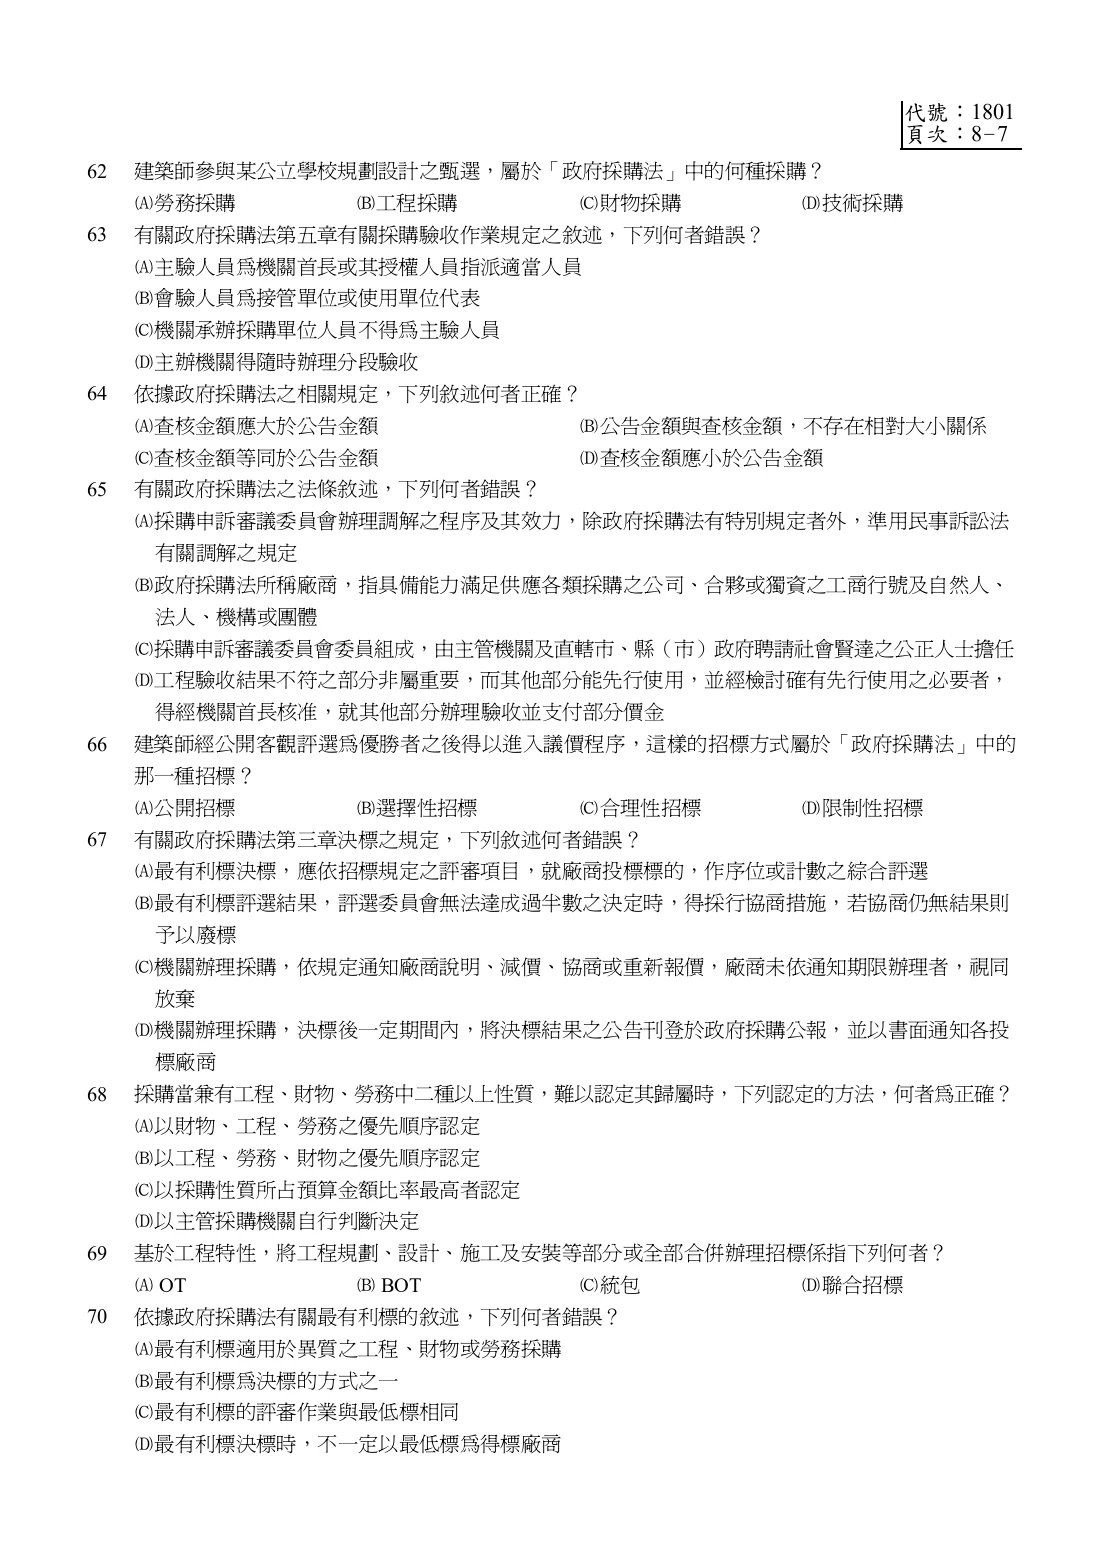 代號：1801
頁次：8－7
62 建築師參與某公立學校規劃設計之甄選，屬於「政府採購法」中的何種採購？
(A)勞務採購 (B)工程採購 (C)財物採購 (D)技術採購
63 有關政府採購法第五章有關採購驗收作業規定之敘述，下列何者錯誤？
(A)主驗人員為機關首長或其授權人員指派適當人員
(B)會驗人員為接管單位或使用單位代表
(C)機關承辦採購單位人員不得為主驗人員
(D)主辦機關得隨時辦理分段驗收
64 依據政府採購法之相關規定，下列敘述何者正確？
(A)查核金額應大於公告金額 (B)公告金額與查核金額，不存在相對大小關係
(C)查核金額等同於公告金額 (D)查核金額應小於公告金額
65 有關政府採購法之法條敘述，下列何者錯誤？
(A)採購申訴審議委員會辦理調解之程序及其效力，除政府採購法有特別規定者外，準用民事訴訟法
有關調解之規定
(B)政府採購法所稱廠商，指具備能力滿足供應各類採購之公司、合夥或獨資之工商行號及自然人、
法人、機構或團體
(C)採購申訴審議委員會委員組成，由主管機關及直轄市、縣（市）政府聘請社會賢達之公正人士擔任
(D)工程驗收結果不符之部分非屬重要，而其他部分能先行使用，並經檢討確有先行使用之必要者，
得經機關首長核准，就其他部分辦理驗收並支付部分價金
66 建築師經公開客觀評選為優勝者之後得以進入議價程序，這樣的招標方式屬於「政府採購法」中的
那一種招標？
(A)公開招標 (B)選擇性招標 (C)合理性招標 (D)限制性招標
67 有關政府採購法第三章決標之規定，下列敘述何者錯誤？
(A)最有利標決標，應依招標規定之評審項目，就廠商投標標的，作序位或計數之綜合評選
(B)最有利標評選結果，評選委員會無法達成過半數之決定時，得採行協商措施，若協商仍無結果則
予以廢標
(C)機關辦理採購，依規定通知廠商說明、減價、協商或重新報價，廠商未依通知期限辦理者，視同
放棄
(D)機關辦理採購，決標後一定期間內，將決標結果之公告刊登於政府採購公報，並以書面通知各投
標廠商
68 採購當兼有工程、財物、勞務中二種以上性質，難以認定其歸屬時，下列認定的方法，何者為正確？
(A)以財物、工程、勞務之優先順序認定
(B)以工程、勞務、財物之優先順序認定
(C)以採購性質所占預算金額比率最高者認定
(D)以主管採購機關自行判斷決定
69 基於工程特性，將工程規劃、設計、施工及安裝等部分或全部合併辦理招標係指下列何者？
(A) OT (B) BOT (C)統包 (D)聯合招標
70 依據政府採購法有關最有利標的敘述，下列何者錯誤？
(A)最有利標適用於異質之工程、財物或勞務採購
(B)最有利標為決標的方式之一
(C)最有利標的評審作業與最低標相同
(D)最有利標決標時，不一定以最低標為得標廠商